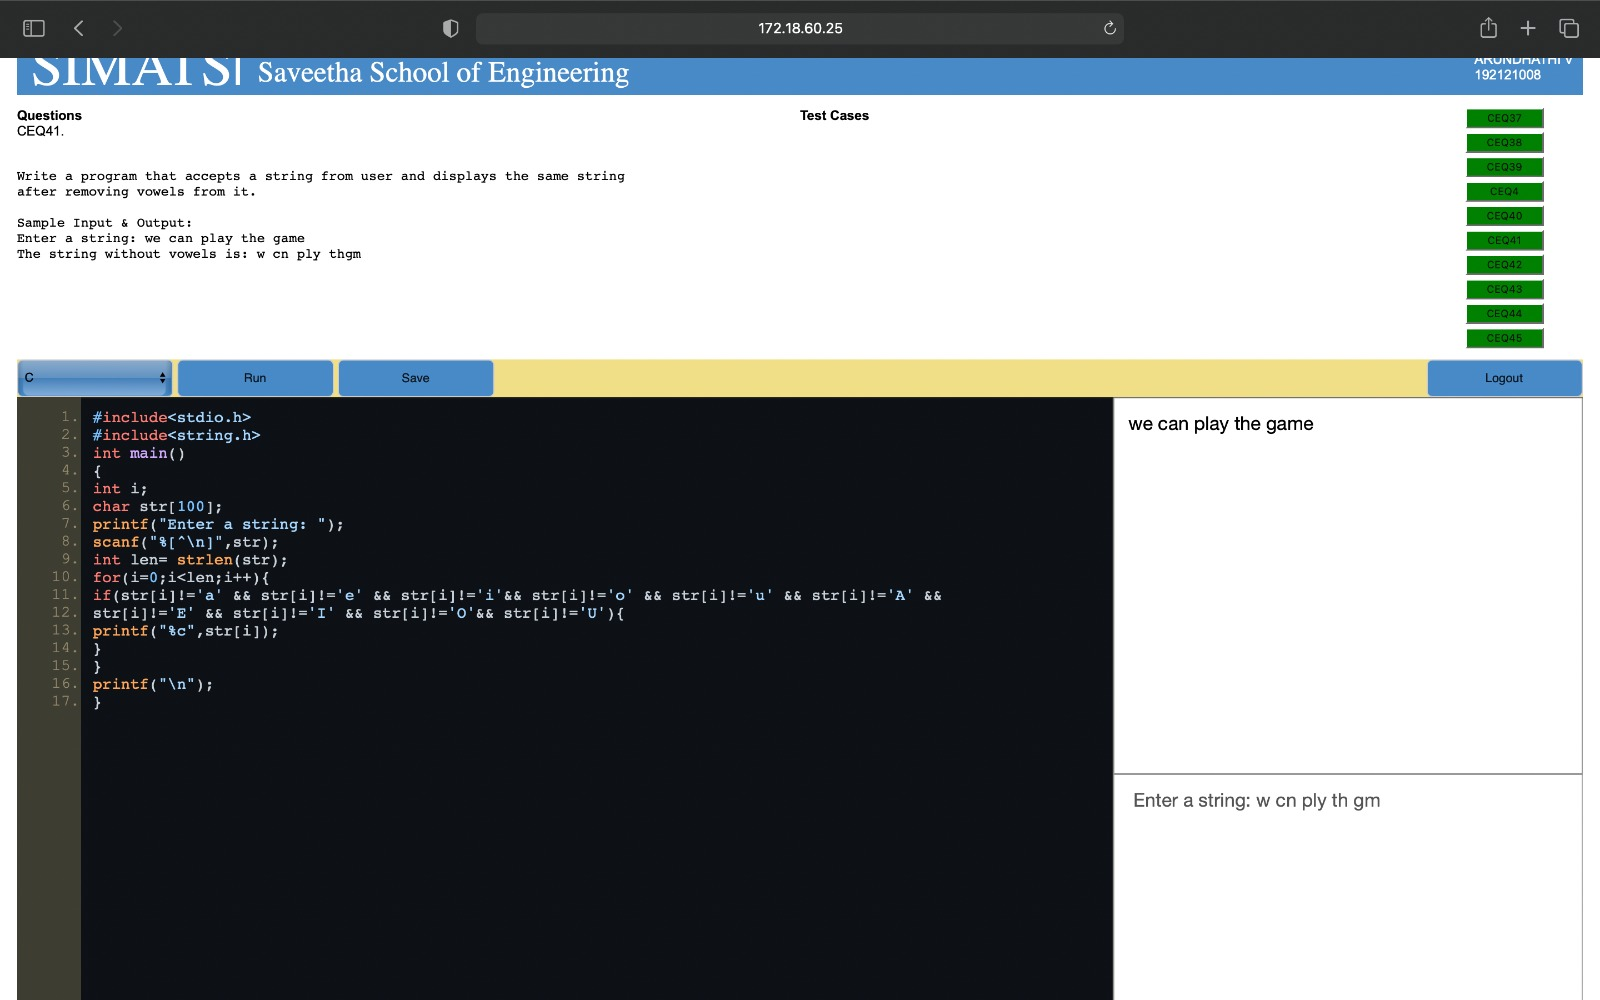 172.18.60.25
SIMATS Saveetha School of Engineering
ARUNDHATHI V
192121008
Questions
CEQ41.
Write a program that accepts a string from user and displays the same string
after removing vowels from it.
Sample Input & Output:
Enter a string: we can play the game
The string without vowels is: w cn ply thgm
Test Cases
CEQ37
CEQ38
CEQ39
CEQ4
CEQ40
CEQ41
CEQ42
CEQ43
CEQ44
CEQ45
C
Run
Save
Logout
1. #include<stdio.h>
2. #include<string.h>
3. int main()
4. {
5. int i;
6. char str[100];
7. printf("Enter a string: ");
8. scanf("%[^\n]",str);
9. int len= strlen(str);
10. for(i=0;i<len;i++){
11. if(str[i]!='a' && str[i]!='e' && str[i]!='i'&& str[i]!='o' && str[i]!='u' && str[i]!='A' &&
12. str[i]!='E' && str[i]!='I' && str[i]!='O'&& str[i]!='U'){
13. printf("%c",str[i]);
14. }
15. }
16. printf("\n");
17. }
we can play the game
Enter a string: w cn ply th gm